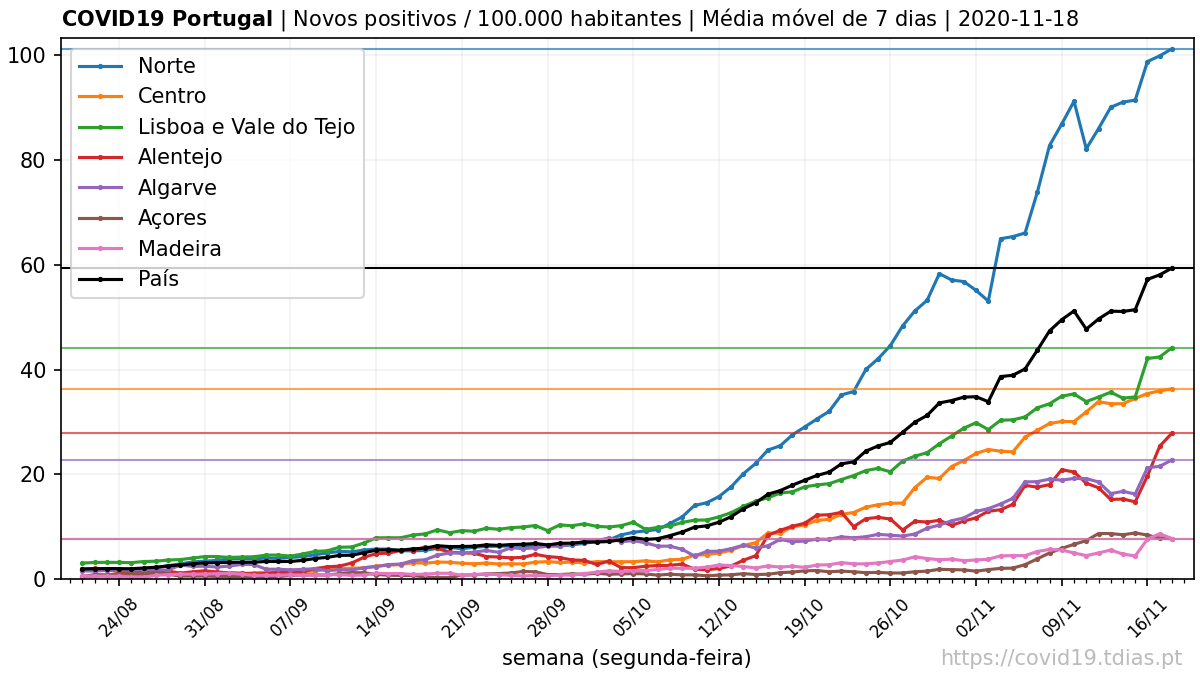 COVID19 Portugal | Novos positivos / 100.000 habitantes | Média móvel de 7 dias | 2020-11-18
100
80
60
40
20
0
Norte
Centro
Lisboa e Vale do Tejo
Alentejo
Algarve
Açores
Madeira
País
24/08 31/08 07/09 14/09 21/09 28/09 05/10 12/10 19/10 26/10 02/11 09/11 16/11
semana (segunda-feira)
https://covid19.tdias.pt